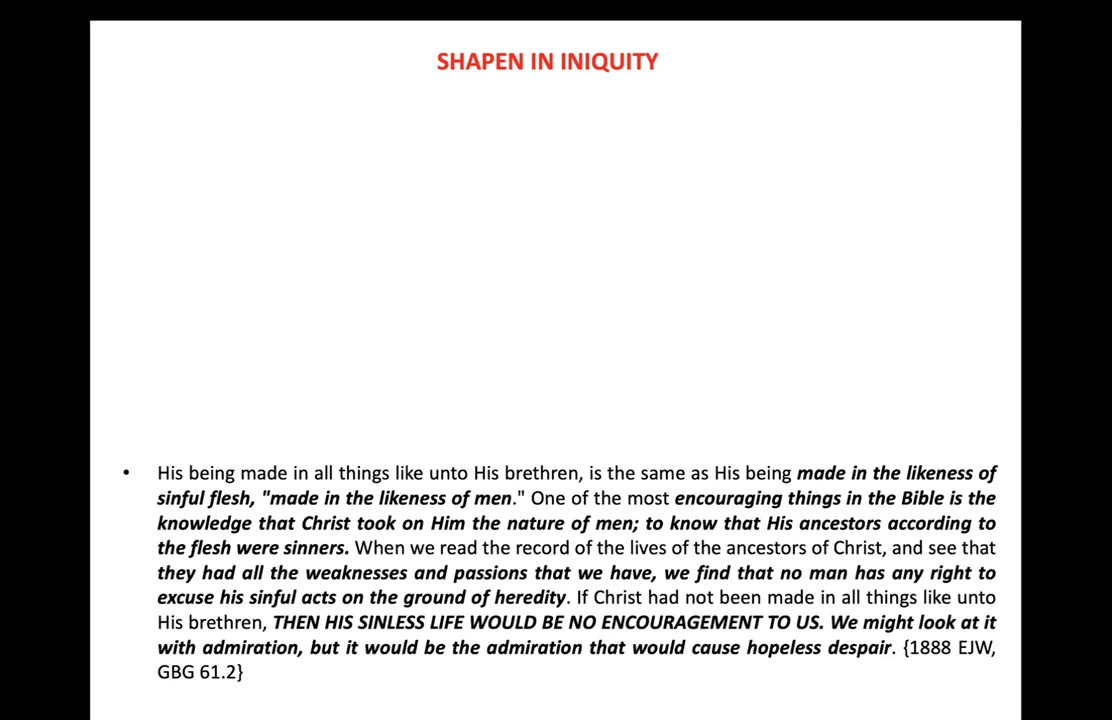 SHAPEN IN INIQUITY
• His being made in all things like unto His brethren, is the same as His being made in the likeness of
sinful flesh, "made in the likeness of men." One of the most encouraging things in the Bible is the
knowledge that Christ took on Him the nature of men; to know that His ancestors according to
the flesh were sinners. When we read the record of the lives of the ancestors of Christ, and see that
they had all the weaknesses and passions that we have, we find that no man has any right to
excuse his sinful acts on the ground of heredity. If Christ had not been made in all things like unto
His brethren, THEN HIS SINLESS LIFE WOULD BE NO ENCOURAGEMENT TO US. We might look at it
with admiration, but it would be the admiration that would cause hopeless despair. {1888 EJW,
GBG 61.2}